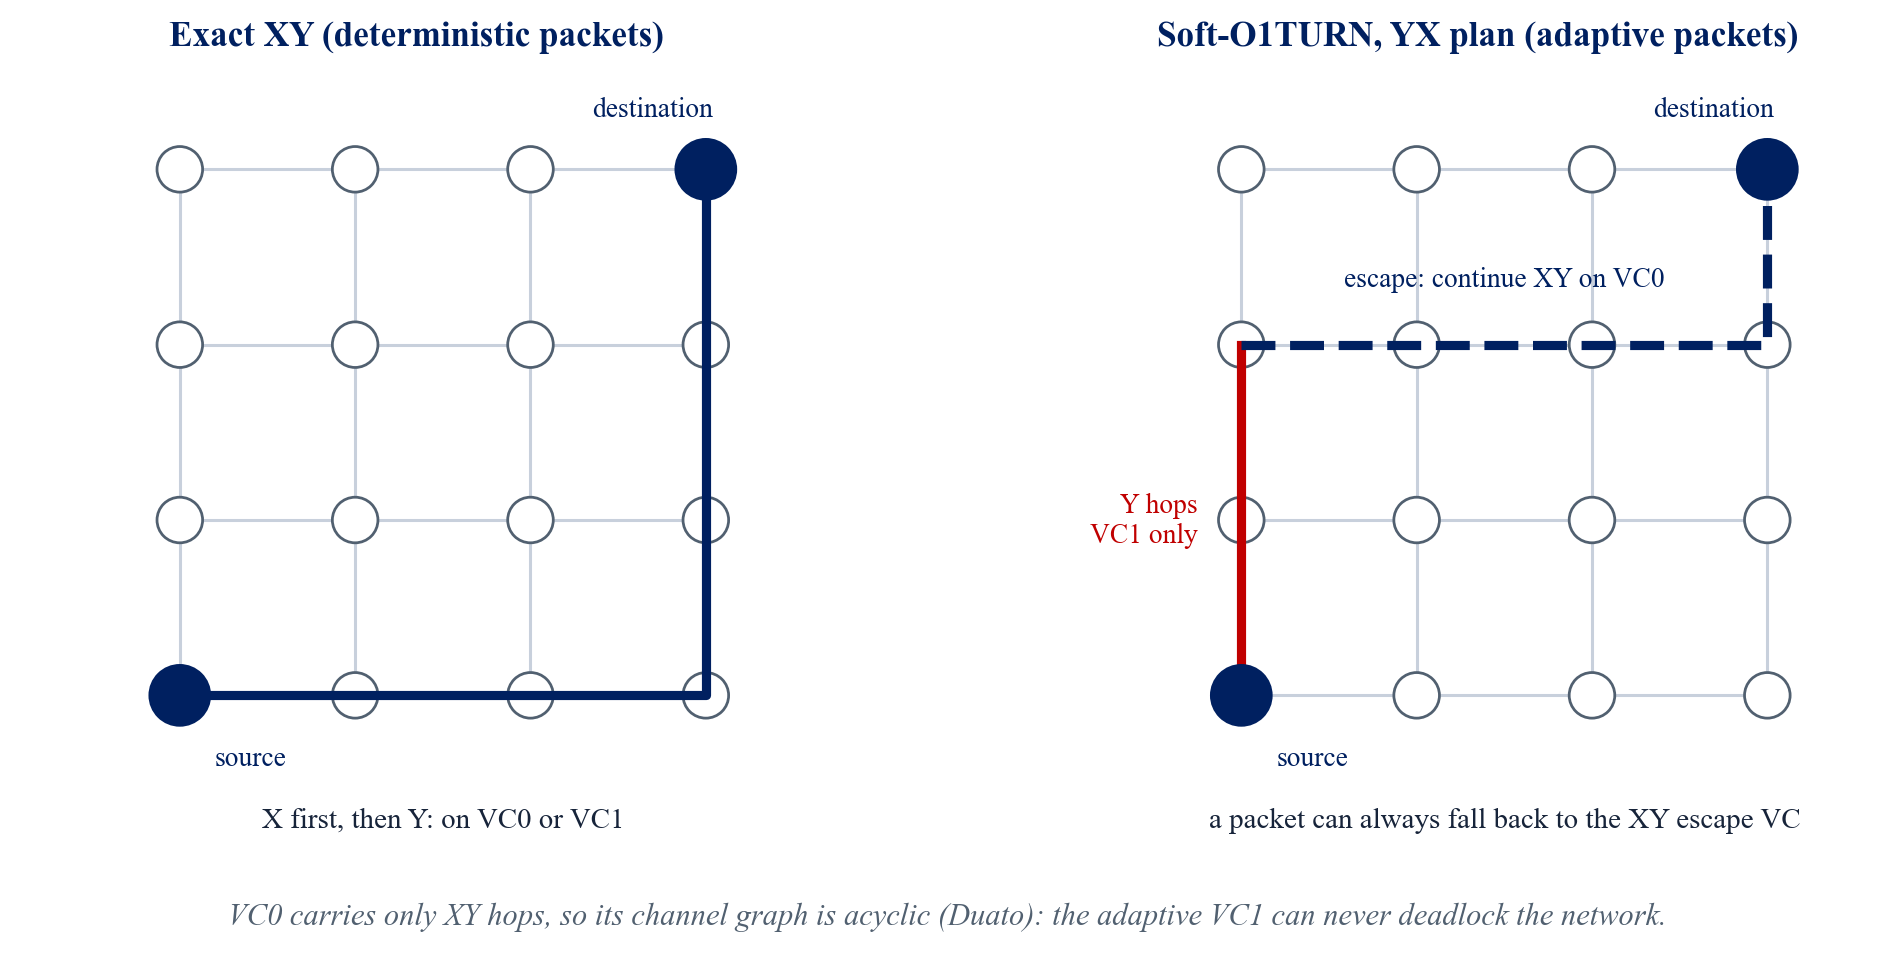 Exact XY (deterministic packets)
destination
source
X first, then Y: on VC0 or VC1
Soft-O1TURN, YX plan (adaptive packets)
destination
escape: continue XY on VC0
Y hops
VC1 only
source
a packet can always fall back to the XY escape VC
VC0 carries only XY hops, so its channel graph is acyclic (Duato): the adaptive VC1 can never deadlock the network.